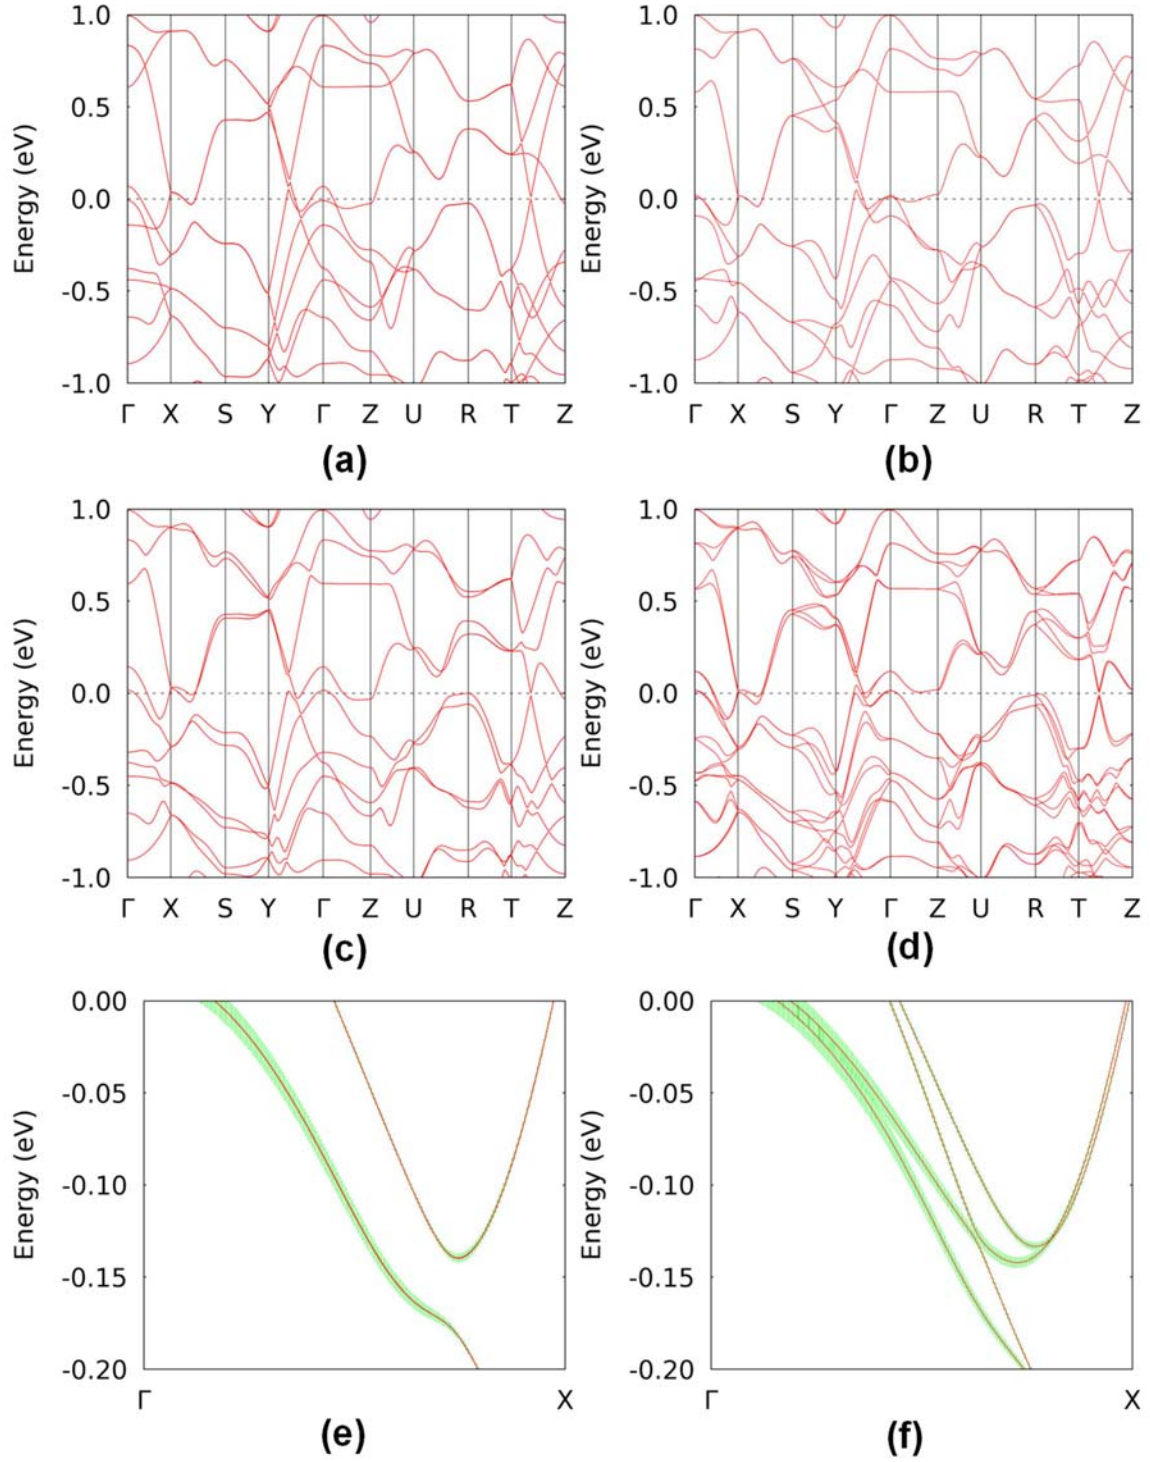 1.0
0.5
0.0
-0.5
-1.0
Energy (eV)
Γ X S Y Γ Z U R T Z
(a)
1.0
0.5
0.0
-0.5
-1.0
Energy (eV)
Γ X S Y Γ Z U R T Z
(b)
1.0
0.5
0.0
-0.5
-1.0
Energy (eV)
Γ X S Y Γ Z U R T Z
(c)
1.0
0.5
0.0
-0.5
-1.0
Energy (eV)
Γ X S Y Γ Z U R T Z
(d)
0.00
-0.05
-0.10
-0.15
-0.20
Energy (eV)
Γ X
(e)
0.00
-0.05
-0.10
-0.15
-0.20
Energy (eV)
Γ X
(f)